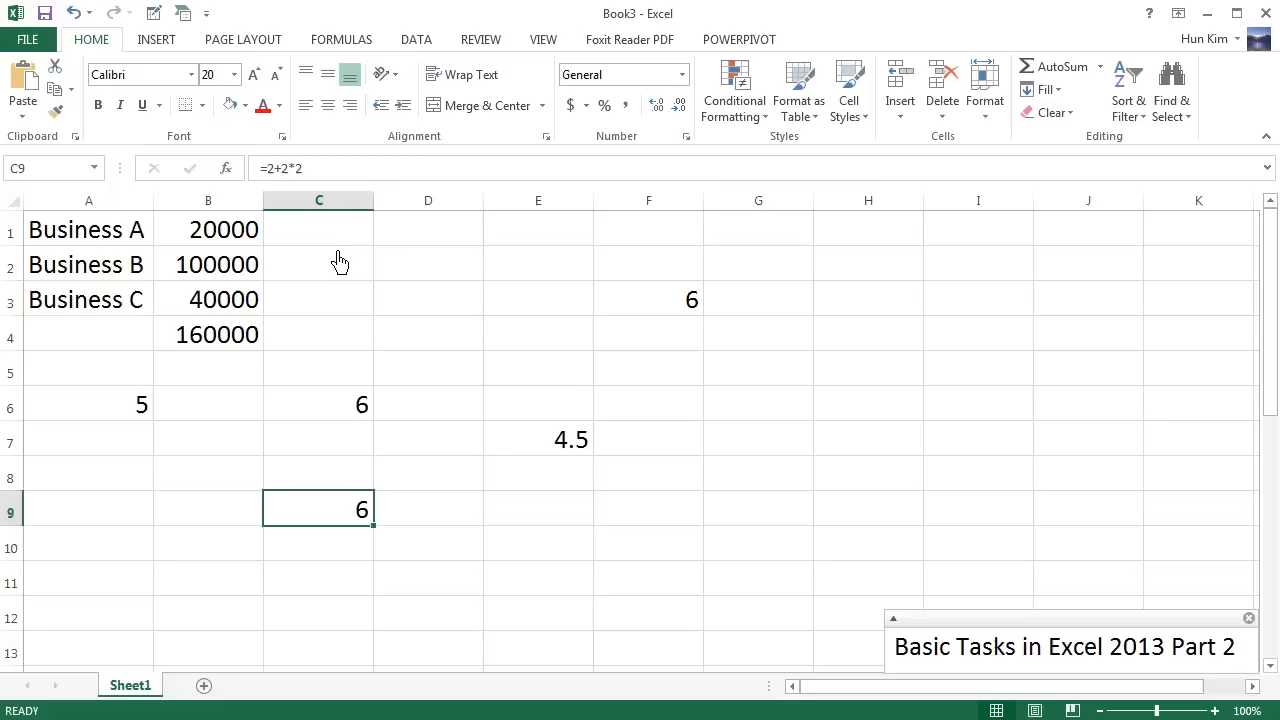 Book3 - Excel
?
FILE HOME INSERT PAGE LAYOUT FORMULAS DATA REVIEW VIEW Foxit Reader PDF POWERPIVOT Hun Kim
Paste
Clipboard
Calibri 20
B I U A
Font
Wrap Text
Merge & Center
Alignment
General
$ % ,
Number
Conditional Formatting
Format as Table
Cell Styles
Styles
Insert
Delete
Format
Cells
AutoSum
Fill
Clear
Sort & Filter
Find & Select
Editing
C9 fx =2+2*2
A B C D E F G H I J K
1 Business A 20000
2 Business B 100000
3 Business C 40000 6
4 160000
5
6 5 6
7 4.5
8
9 6
10
11
12
13
Basic Tasks in Excel 2013 Part 2
Sheet1
READY 100%